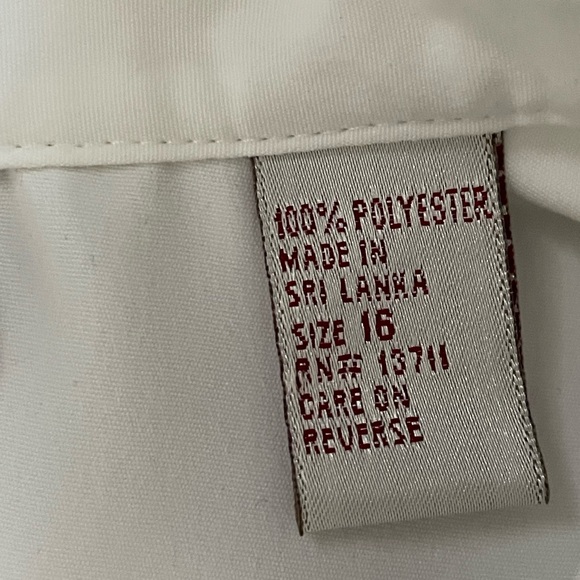 100% POLYESTER
MADE IN
SRI LANKA
SIZE 16
RN# 13711
CARE ON
REVERSE